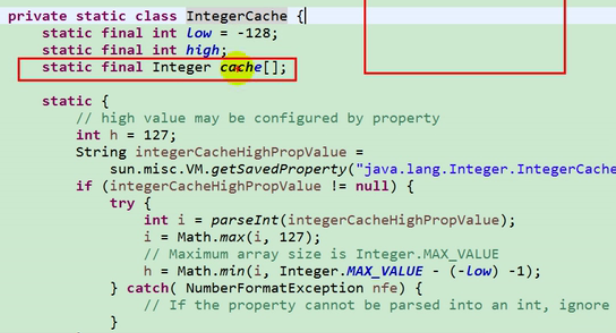 private static class IntegerCache {
static final int low = -128;
static final int high;
static final Integer cache[];
static {
// high value may be configured by property
int h = 127;
String integerCacheHighPropValue =
sun.misc.VM.getSavedProperty("java.lang.Integer.IntegerCache
if (integerCacheHighPropValue != null) {
try {
int i = parseInt(integerCacheHighPropValue);
i = Math.max(i, 127);
// Maximum array size is Integer.MAX_VALUE
h = Math.min(i, Integer.MAX_VALUE - (-low) -1);
} catch( NumberFormatException nfe) {
// If the property cannot be parsed into an int, ignore
}